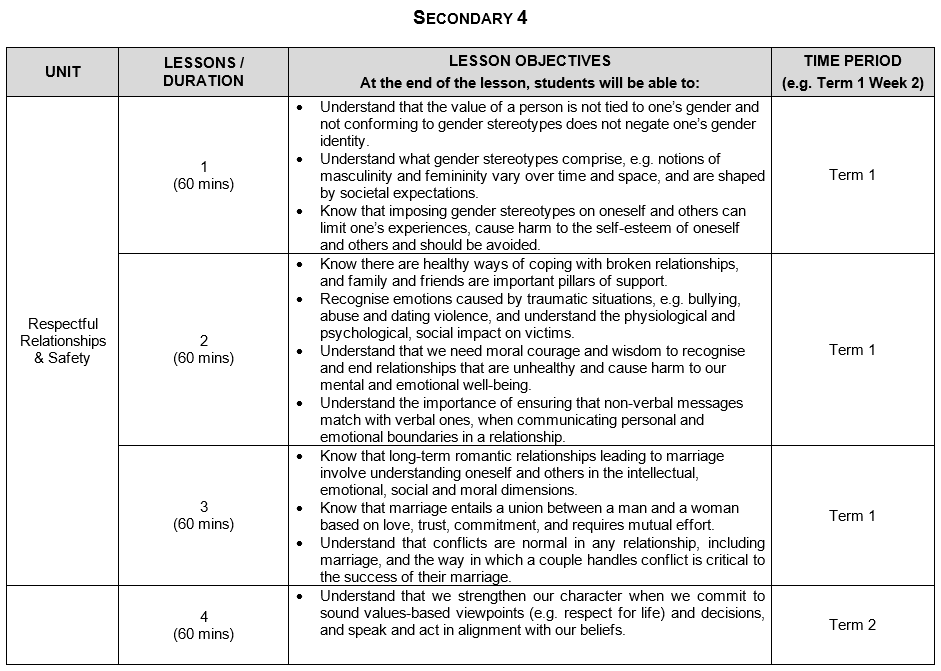 SECONDARY 4
UNIT
LESSONS /
DURATION
LESSON OBJECTIVES
At the end of the lesson, students will be able to:
TIME PERIOD
(e.g. Term 1 Week 2)
Respectful
Relationships
& Safety
1
(60 mins)
• Understand that the value of a person is not tied to one's gender and
not conforming to gender stereotypes does not negate one's gender
identity.
• Understand what gender stereotypes comprise, e.g. notions of
masculinity and femininity vary over time and space, and are shaped
by societal expectations.
• Know that imposing gender stereotypes on oneself and others can
limit one's experiences, cause harm to the self-esteem of oneself
and others and should be avoided.
Term 1
2
(60 mins)
• Know there are healthy ways of coping with broken relationships,
and family and friends are important pillars of support.
• Recognise emotions caused by traumatic situations, e.g. bullying,
abuse and dating violence, and understand the physiological and
psychological, social impact on victims.
• Understand that we need moral courage and wisdom to recognise
and end relationships that are unhealthy and cause harm to our
mental and emotional well-being.
• Understand the importance of ensuring that non-verbal messages
match with verbal ones, when communicating personal and
emotional boundaries in a relationship.
Term 1
3
(60 mins)
• Know that long-term romantic relationships leading to marriage
involve understanding oneself and others in the intellectual,
emotional, social and moral dimensions.
• Know that marriage entails a union between a man and a woman
based on love, trust, commitment, and requires mutual effort.
• Understand that conflicts are normal in any relationship, including
marriage, and the way in which a couple handles conflict is critical to
the success of their marriage.
Term 1
4
(60 mins)
• Understand that we strengthen our character when we commit to
sound values-based viewpoints (e.g. respect for life) and decisions,
and speak and act in alignment with our beliefs.
Term 2